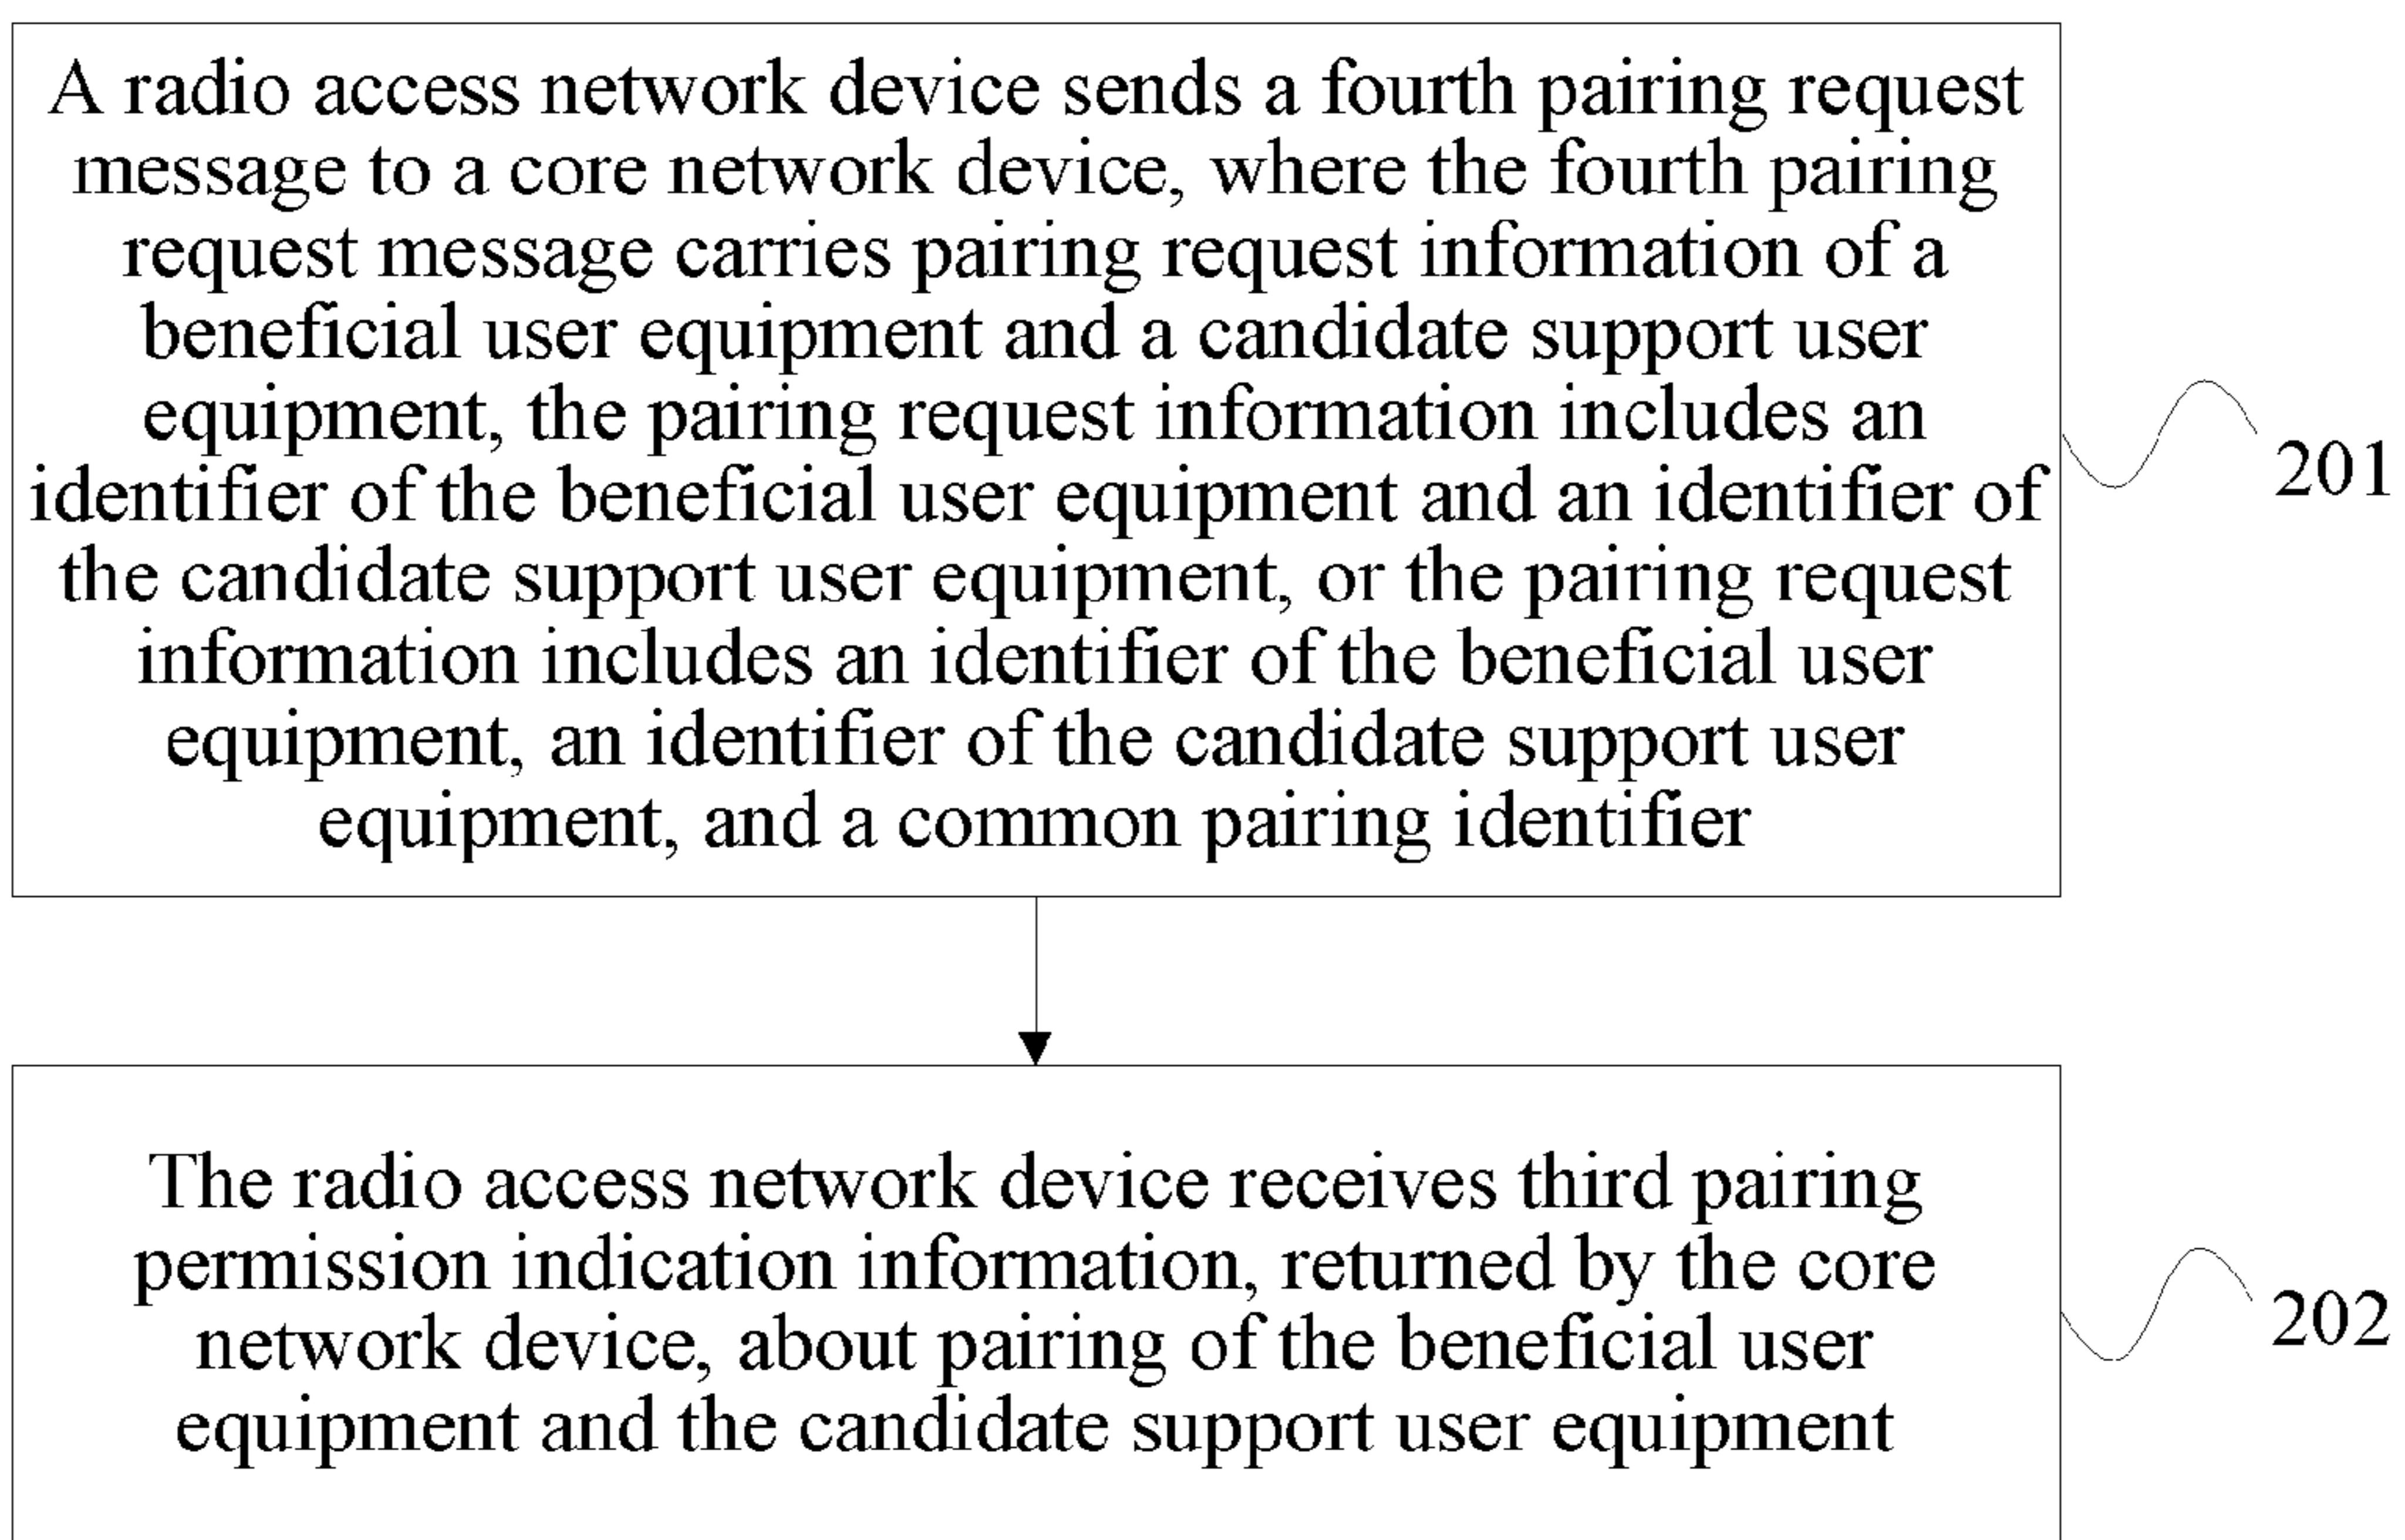 A radio access network device sends a fourth pairing request
message to a core network device, where the fourth pairing
request message carries pairing request information of a
beneficial user equipment and a candidate support user
equipment, the pairing request information includes an
identifier of the beneficial user equipment and an identifier of
the candidate support user equipment, or the pairing request
information includes an identifier of the beneficial user
equipment, an identifier of the candidate support user
equipment, and a common pairing identifier
201
The radio access network device receives third pairing
permission indication information, returned by the core
network device, about pairing of the beneficial user
equipment and the candidate support user equipment
202